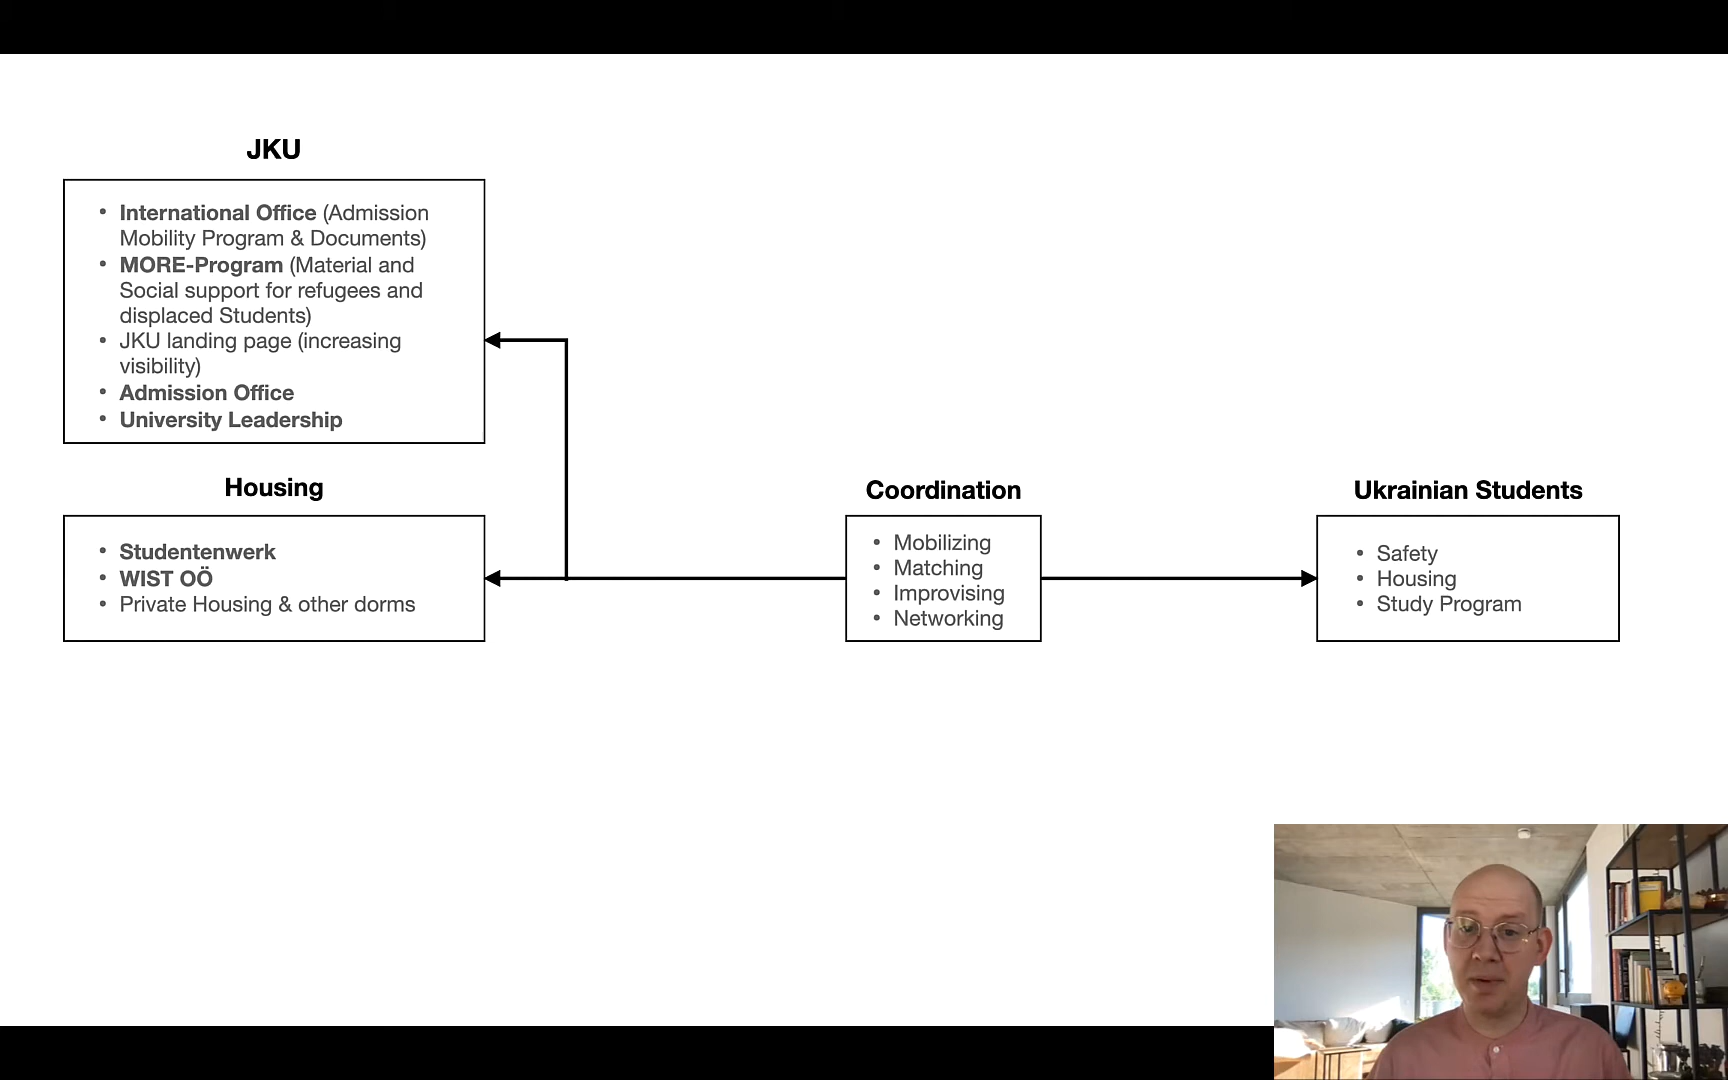 JKU
• International Office (Admission
Mobility Program & Documents)
• MORE-Program (Material and
Social support for refugees and
displaced Students)
• JKU landing page (increasing
visibility)
• Admission Office
• University Leadership
Housing
• Studentenwerk
• WIST OÖ
• Private Housing & other dorms
Coordination
• Mobilizing
• Matching
• Improvising
• Networking
Ukrainian Students
• Safety
• Housing
• Study Program